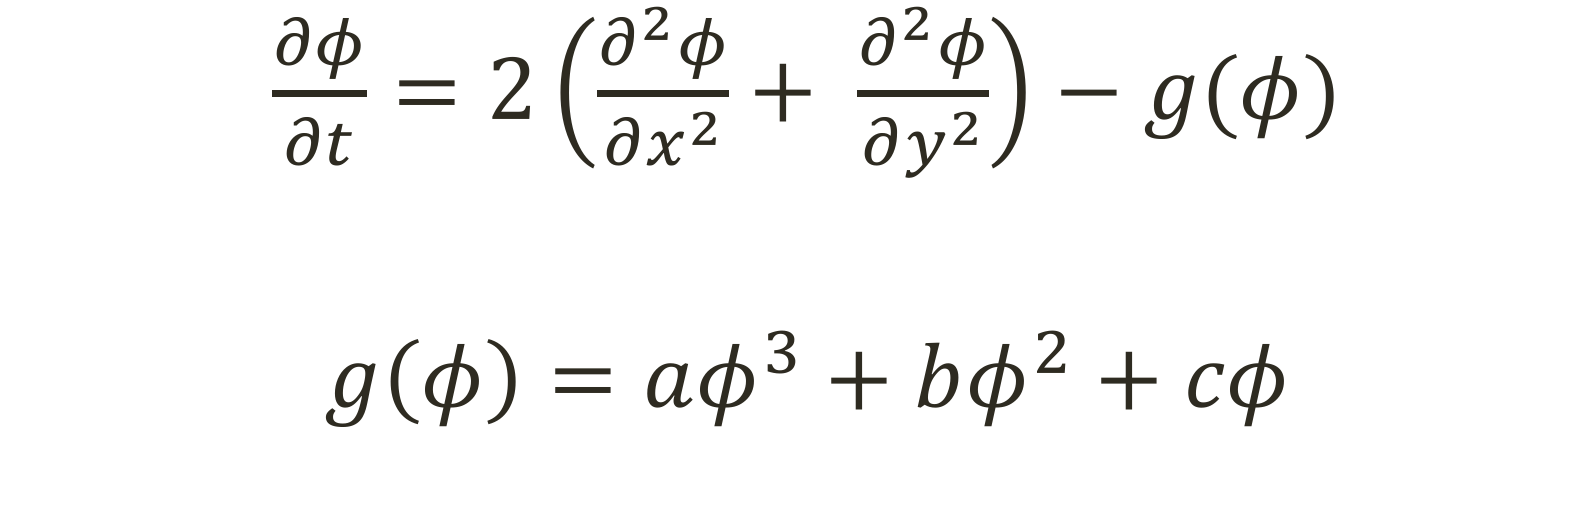 ∂ϕ/∂t = 2(∂²ϕ/∂x² + ∂²ϕ/∂y²) − g(ϕ)
g(ϕ) = aϕ³ + bϕ² + cϕ